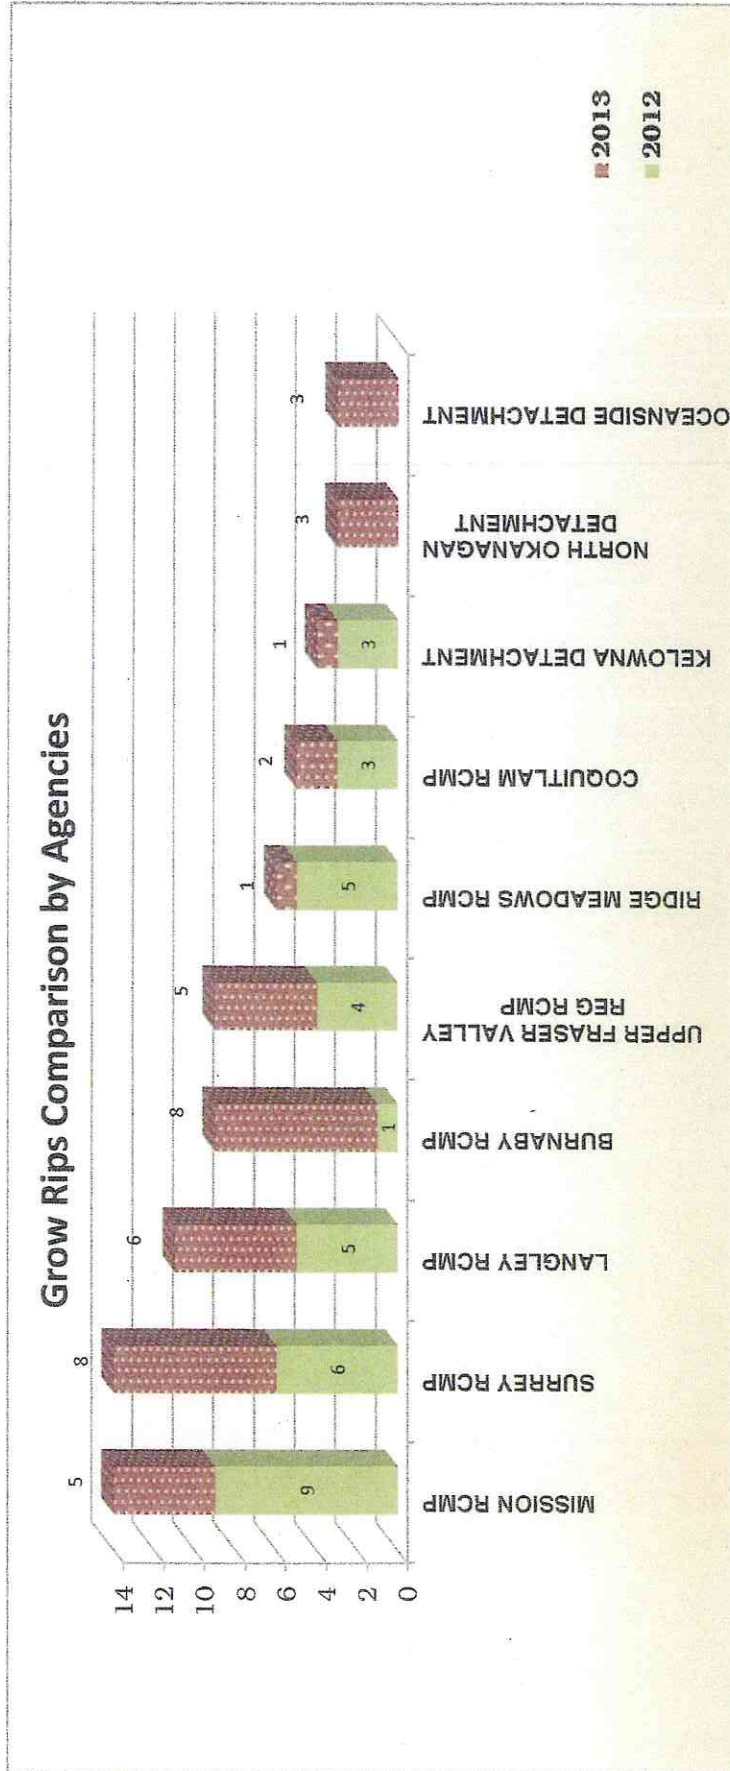 Grow Rips Comparison by Agencies
14
12
10
8
6
4
2
0
5
8
6
8
5
1
2
1
3
3
9
6
5
1
4
5
3
3
MISSION RCMP
SURREY RCMP
LANGLEY RCMP
BURNABY RCMP
UPPER FRASER VALLEY
REG RCMP
RIDGE MEADOWS RCMP
COQUITLAM RCMP
KELOWNA DETACHMENT
NORTH OKANAGAN
DETACHMENT
OCEANSIDE DETACHMENT
2013
2012